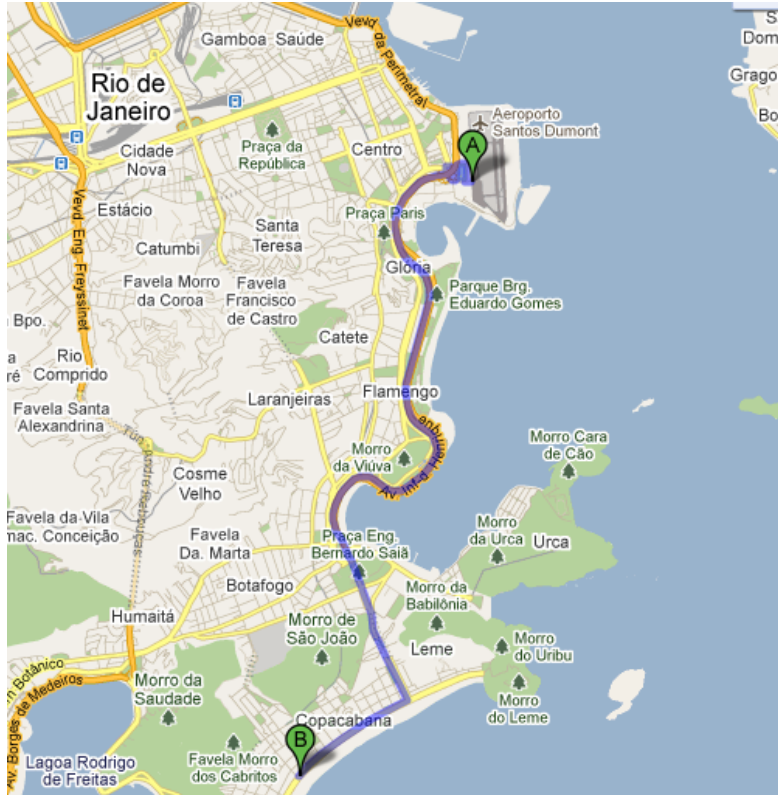 Vevd da Perimetral
S
Dom
Gamboa Saúde
Grago
Rio de
Janeiro
Bo
Aeroporto
Santos Dumont
A
Praça da
República
Centro
Cidade
Nova
Estácio
Praça Paris
Vevd. Eng. Freyssinet
Santa
Teresa
Catumbi
Glória
Favela Morro
da Coroa
Favela
Francisco
de Castro
Parque Brg.
Eduardo Gomes
a Bpo.
Catete
Rio
Comprido
a
ré
Laranjeiras
Flamengo
Favela Santa
Alexandrina
Morro
da Viúva
Morro Cara
de Cão
Cosme
Velho
Favela da Vila
mac. Conceição
Favela
Da. Marta
Praça Eng.
Bernardo Saiã
Morro
da Urca
Urca
Botafogo
Morro da
Babilônia
Humaitá
Morro de
São João
Leme
Morro
do Uribu
m Botânico
Av. Borges de Medeiros
Morro da
Saudade
Morro
do Leme
Copacabana
B
Lagoa Rodrigo
de Freitas
Favela Morro
dos Cabritos